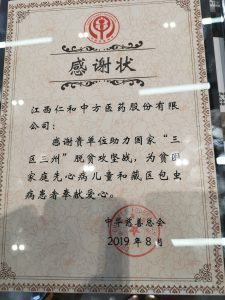 感谢状
江西仁和中方医药股份有限
公司：
感谢贵单位助力国家“三
区三州”脱贫攻坚战，为贫困
家庭先心病儿童和藏区包虫
病患者奉献爱心。
中华慈善总会
2019年8月